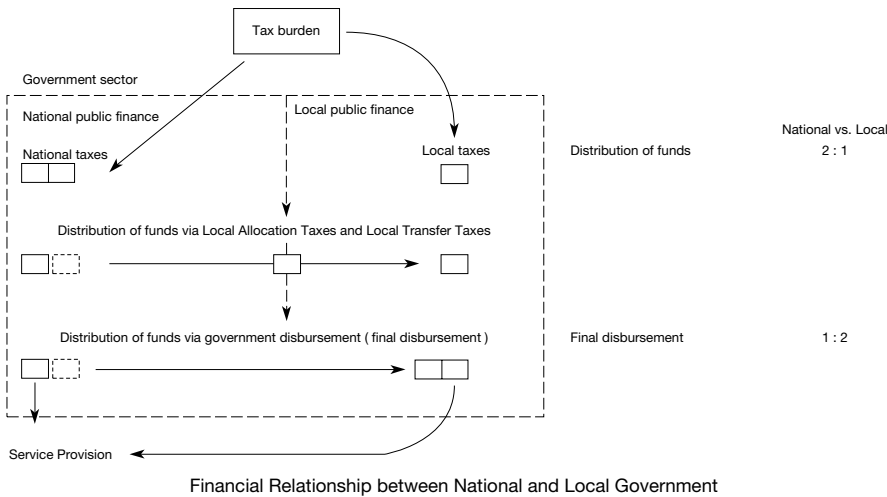 Tax burden
Government sector
National public finance
Local public finance
National vs. Local
National taxes
Local taxes
Distribution of funds
2 : 1
Distribution of funds via Local Allocation Taxes and Local Transfer Taxes
Distribution of funds via government disbursement ( final disbursement )
Final disbursement
1 : 2
Service Provision
Financial Relationship between National and Local Government